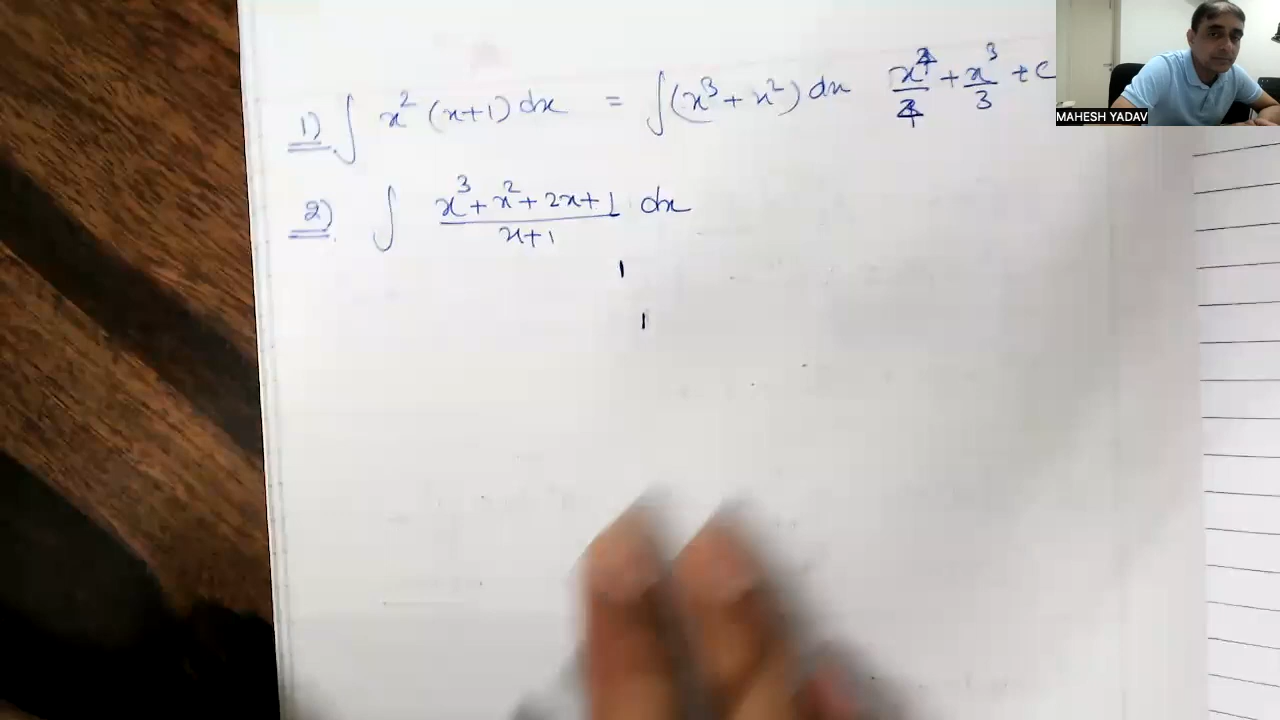 1) ∫ x² (x+1) dx = ∫(x³ + x²) dx x⁴/4 + x³/3 + c
2) ∫ (x³ + x² + 2x + 1)/(x+1) dx
MAHESH YADAV